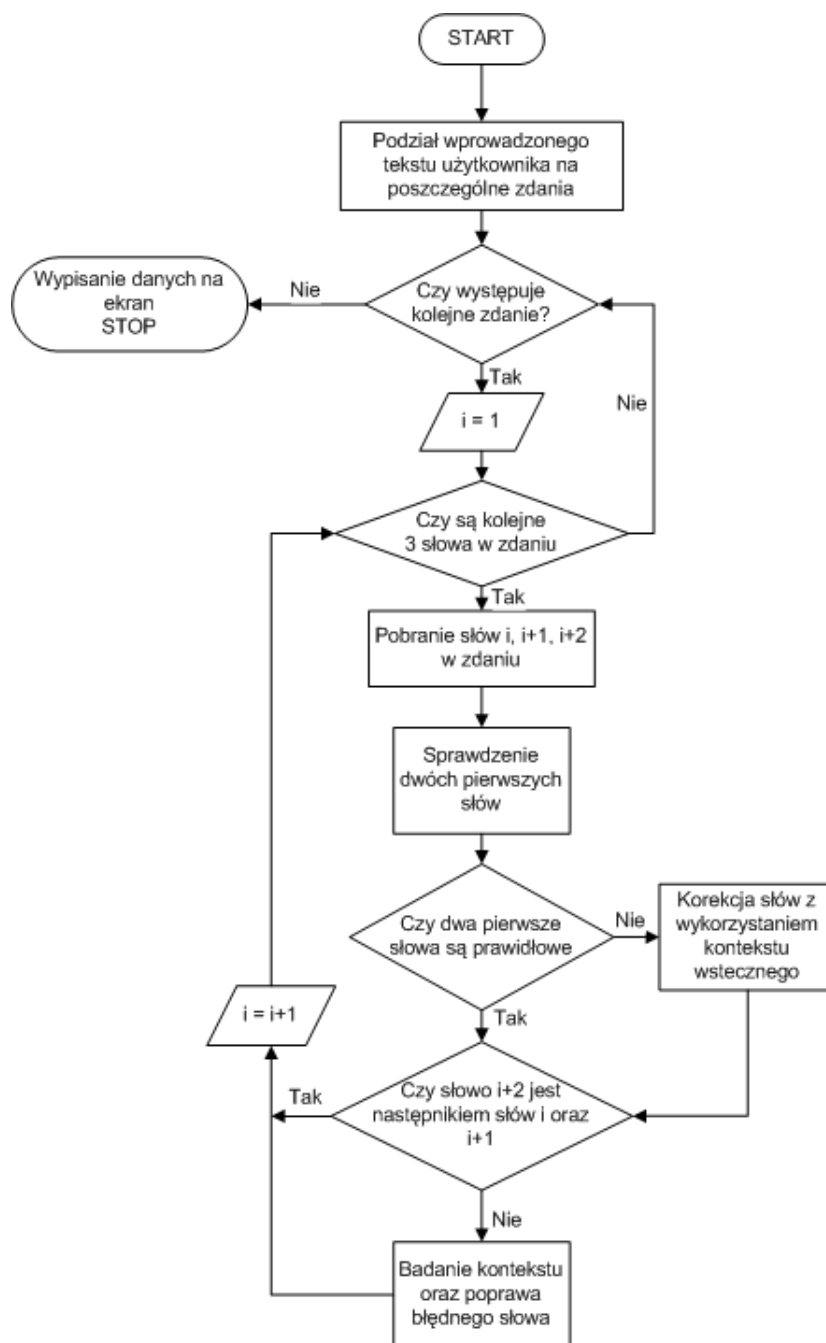 START
Podział wprowadzonego
tekstu użytkownika na
poszczególne zdania
Czy występuje
kolejne zdanie?
Nie
Wypisanie danych na
ekran
STOP
Tak
i = 1
Nie
Czy są kolejne
3 słowa w zdaniu
Tak
Pobranie słów i, i+1, i+2
w zdaniu
Sprawdzenie
dwóch pierwszych
słów
Czy dwa pierwsze
słowa są prawidłowe
Nie
Korekcja słów z
wykorzystaniem
kontekstu
wstecznego
Tak
i = i+1
Czy słowo i+2 jest
następnikiem słów i oraz
i+1
Tak
Nie
Badanie kontekstu
oraz poprawa
błędnego słowa